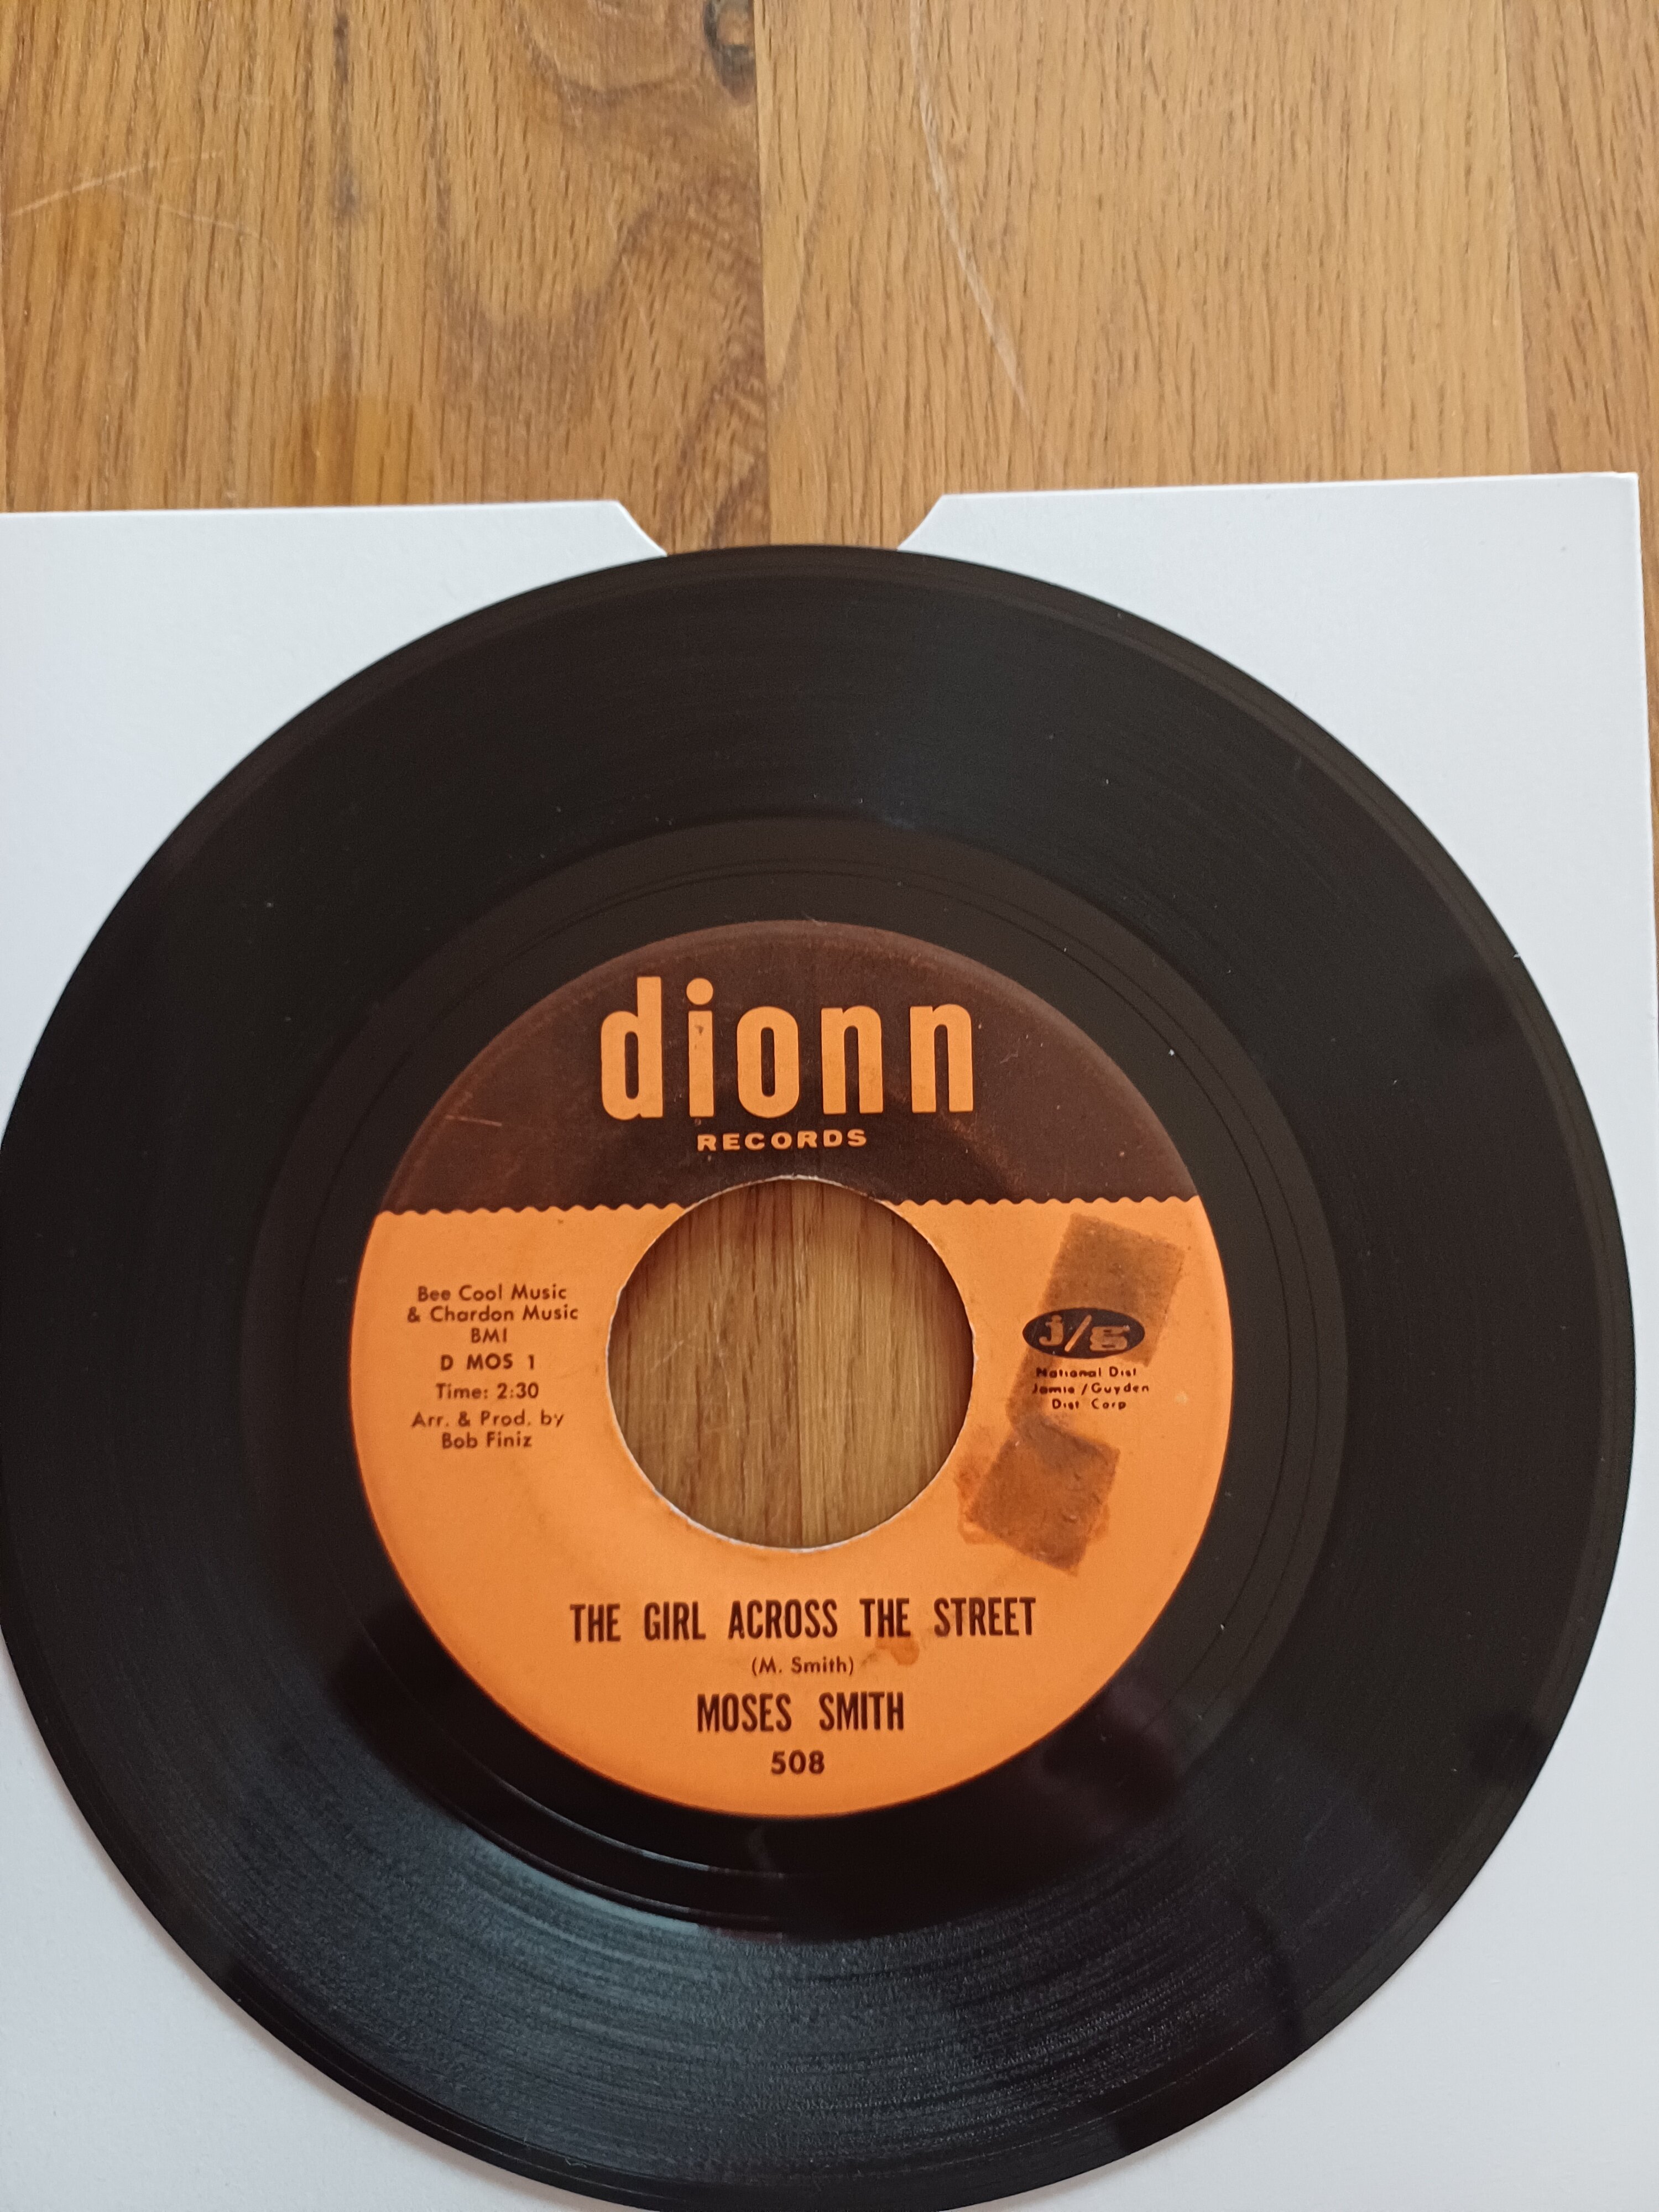 dionn
RECORDS
Bee Cool Music
& Chardon Music
BMI
D MOS 1
Time: 2:30
Arr. & Prod. by
Bob Finiz
j/g
National Dist
Jamie/Guyden
Dist Corp
THE GIRL ACROSS THE STREET
(M. Smith)
MOSES SMITH
508